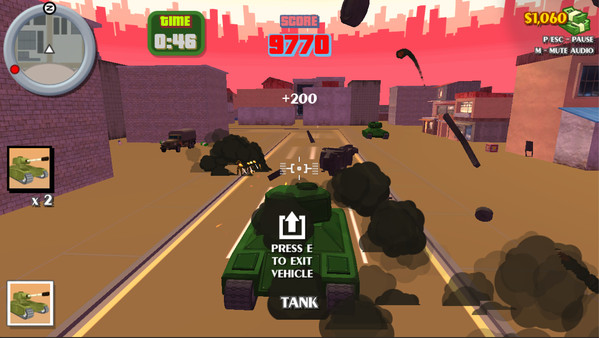 TIME
0:46
SCORE
9770
$1,060
P/ESC - PAUSE
M - MUTE AUDIO
+200
x 2
PRESS E
TO EXIT
VEHICLE
TANK